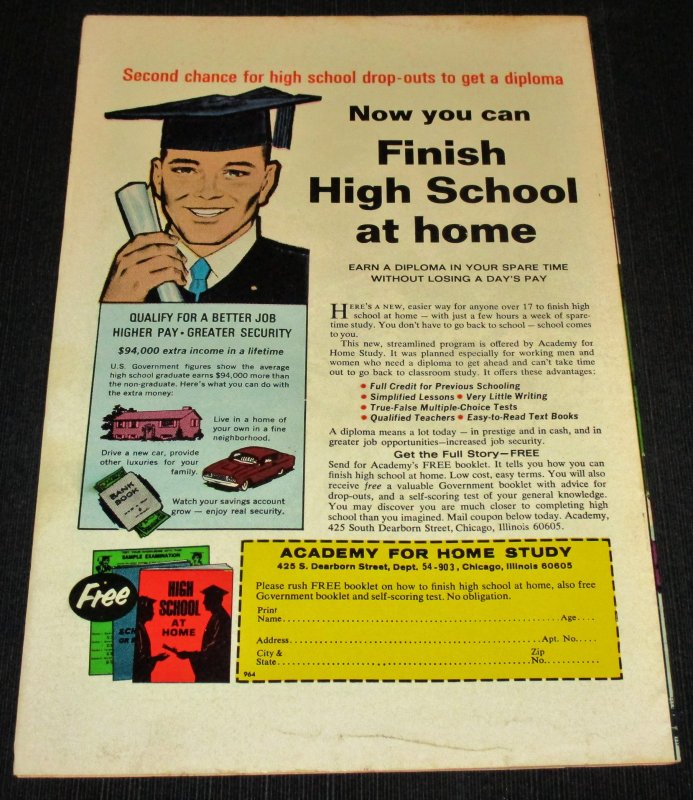 Second chance for high school drop-outs to get a diploma
Now you can
Finish
High School
at home
EARN A DIPLOMA IN YOUR SPARE TIME
WITHOUT LOSING A DAY'S PAY
QUALIFY FOR A BETTER JOB
HIGHER PAY • GREATER SECURITY
$94,000 extra income in a lifetime
U.S. Government figures show the average
high school graduate earns $94,000 more than
the non-graduate. Here's what you can do with
the extra money:
Live in a home of
your own in a fine
neighborhood.
Drive a new car, provide
other luxuries for your
family.
BANK
BOOK
Watch your savings account
grow — enjoy real security.
HERE'S A NEW, easier way for anyone over 17 to finish high
school at home — with just a few hours a week of spare-
time study. You don't have to go back to school — school comes
to you.
This new, streamlined program is offered by Academy for
Home Study. It was planned especially for working men and
women who need a diploma to get ahead and can't take time
out to go back to classroom study. It offers these advantages:
• Full Credit for Previous Schooling
• Simplified Lessons • Very Little Writing
• True-False Multiple-Choice Tests
• Qualified Teachers • Easy-to-Read Text Books
A diploma means a lot today — in prestige and in cash, and in
greater job opportunities—increased job security.
Get the Full Story—FREE
Send for Academy's FREE booklet. It tells you how you can
finish high school at home. Low cost, easy terms. You will also
receive free a valuable Government booklet with advice for
drop-outs, and a self-scoring test of your general knowledge.
You may discover you are much closer to completing high
school than you imagined. Mail coupon below today. Academy,
425 South Dearborn Street, Chicago, Illinois 60605.
SAMPLE EXAMINATION
Free
HIGH
SCHOOL
AT
HOME
ACADEMY FOR HOME STUDY
425 S. Dearborn Street, Dept. 54-903, Chicago, Illinois 60605
Please rush FREE booklet on how to finish high school at home, also free
Government booklet and self-scoring test. No obligation.
Print
Name Age
Address Apt. No.
City & Zip
State No.
964